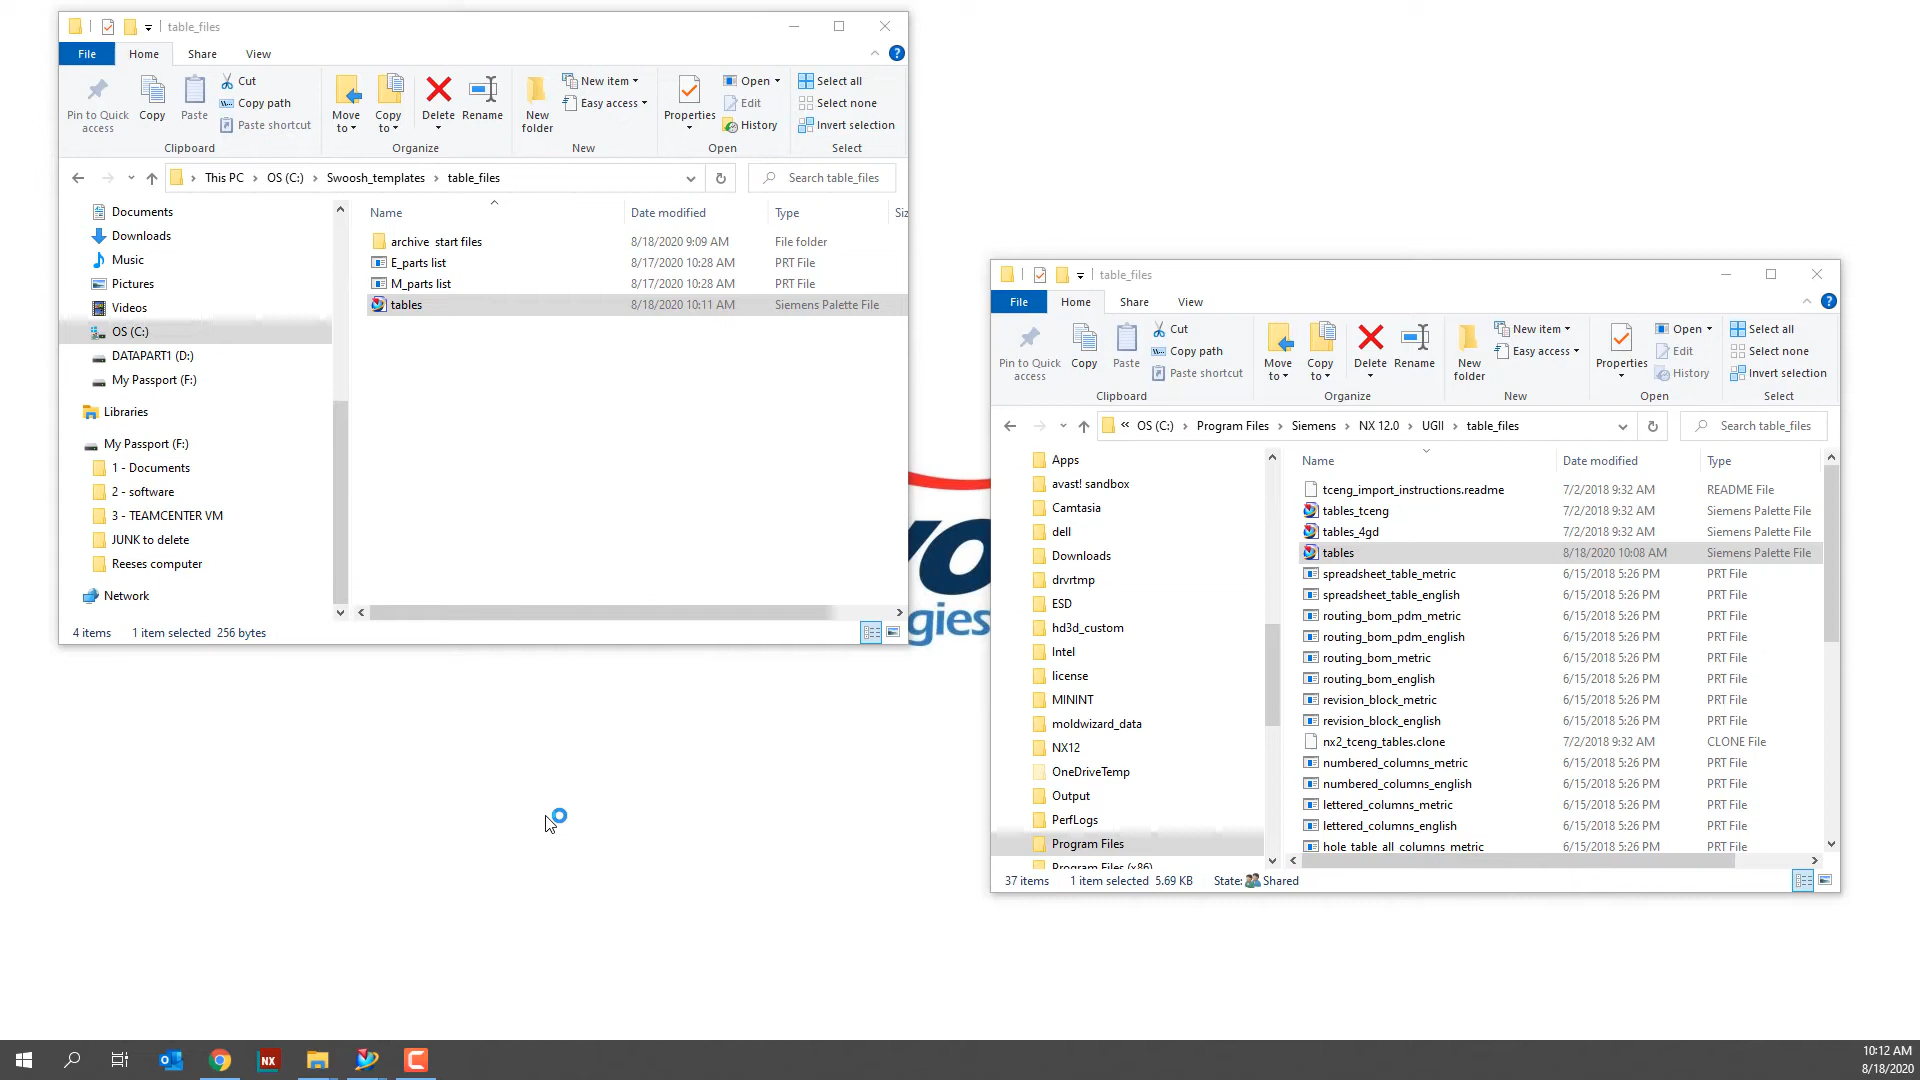 table_files
File Home Share View
Pin to Quick access
Copy
Paste
Cut
Copy path
Paste shortcut
Clipboard
Move to
Copy to
Delete
Rename
Organize
New folder
New item
Easy access
New
Properties
Open
Edit
History
Open
Select all
Select none
Invert selection
Select
This PC > OS (C:) > Swoosh_templates > table_files
Search table_files
Documents
Downloads
Music
Pictures
Videos
OS (C:)
DATAPART1 (D:)
My Passport (F:)
Libraries
My Passport (F:)
1 - Documents
2 - software
3 - TEAMCENTER VM
JUNK to delete
Reeses computer
Network
Name Date modified Type Siz
archive start files 8/18/2020 9:09 AM File folder
E_parts list 8/17/2020 10:28 AM PRT File
M_parts list 8/17/2020 10:28 AM PRT File
tables 8/18/2020 10:11 AM Siemens Palette File
4 items 1 item selected 256 bytes
gies
table_files
File Home Share View
Pin to Quick access
Copy
Paste
Cut
Copy path
Paste shortcut
Clipboard
Move to
Copy to
Delete
Rename
Organize
New folder
New item
Easy access
New
Properties
Open
Edit
History
Open
Select all
Select none
Invert selection
Select
« OS (C:) > Program Files > Siemens > NX 12.0 > UGII > table_files
Search table_files
Apps
avast! sandbox
Camtasia
dell
Downloads
drvrtmp
ESD
hd3d_custom
Intel
license
MININT
moldwizard_data
NX12
OneDriveTemp
Output
PerfLogs
Program Files
Program Files (x86)
Name Date modified Type
tceng_import_instructions.readme 7/2/2018 9:32 AM README File
tables_tceng 7/2/2018 9:32 AM Siemens Palette File
tables_4gd 7/2/2018 9:32 AM Siemens Palette File
tables 8/18/2020 10:08 AM Siemens Palette File
spreadsheet_table_metric 6/15/2018 5:26 PM PRT File
spreadsheet_table_english 6/15/2018 5:26 PM PRT File
routing_bom_pdm_metric 6/15/2018 5:26 PM PRT File
routing_bom_pdm_english 6/15/2018 5:26 PM PRT File
routing_bom_metric 6/15/2018 5:26 PM PRT File
routing_bom_english 6/15/2018 5:26 PM PRT File
revision_block_metric 6/15/2018 5:26 PM PRT File
revision_block_english 6/15/2018 5:26 PM PRT File
nx2_tceng_tables.clone 7/2/2018 9:32 AM CLONE File
numbered_columns_metric 6/15/2018 5:26 PM PRT File
numbered_columns_english 6/15/2018 5:26 PM PRT File
lettered_columns_metric 6/15/2018 5:26 PM PRT File
lettered_columns_english 6/15/2018 5:26 PM PRT File
hole_table_all_columns_metric 6/15/2018 5:26 PM PRT File
37 items 1 item selected 5.69 KB State: Shared
NX
10:12 AM
8/18/2020